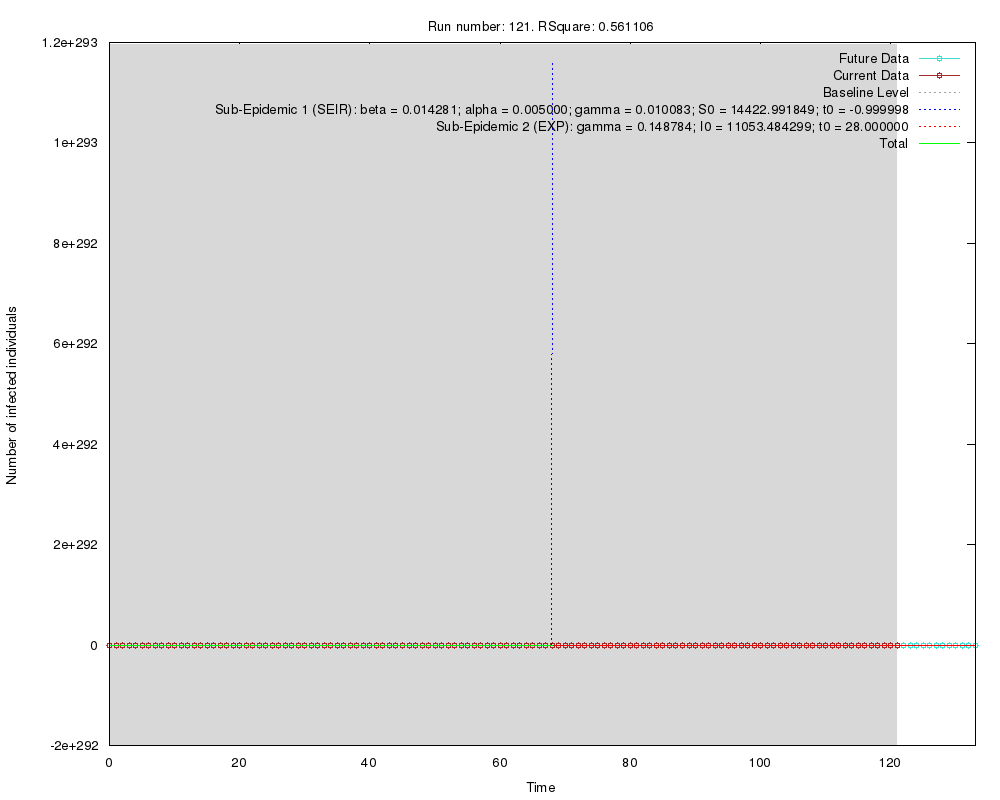 Run number: 121. RSquare: 0.561106
1.2e+293
1e+293
8e+292
6e+292
4e+292
2e+292
0
-2e+292
Number of infected individuals
Future Data
Current Data
Baseline Level
Sub-Epidemic 1 (SEIR): beta = 0.014281; alpha = 0.005000; gamma = 0.010083; S0 = 14422.991849; t0 = -0.999998
Sub-Epidemic 2 (EXP): gamma = 0.148784; I0 = 11053.484299; t0 = 28.000000
Total
0 20 40 60 80 100 120
Time